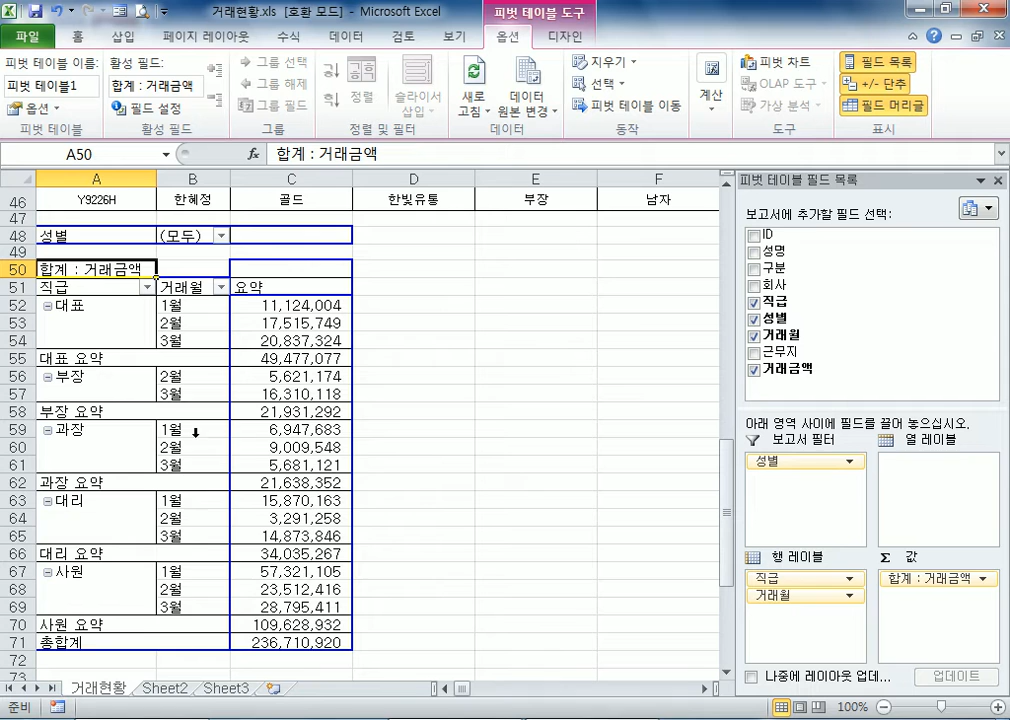 거래현황.xls [호환 모드] - Microsoft Excel
피벗 테이블 도구
파일 홈 삽입 페이지 레이아웃 수식 데이터 검토 보기 옵션 디자인
피벗 테이블 이름:
피벗 테이블1
옵션
피벗 테이블
활성 필드:
합계 : 거래금액
필드 설정
활성 필드
그룹 선택
그룹 해제
그룹 필드
그룹
정렬
슬라이서
삽입
정렬 및 필터
새로
고침
데이터
원본 변경
데이터
지우기
선택
피벗 테이블 이동
동작
계산
피벗 차트
OLAP 도구
가상 분석
도구
필드 목록
+/- 단추
필드 머리글
표시
A50 fx 합계 : 거래금액
A B C D E F
46 Y9226H 한혜정 골드 한빛유통 부장 남자
47
48 성별 (모두)
49
50 합계 : 거래금액
51 직급 거래월 요약
52 대표 1월 11,124,004
53 2월 17,515,749
54 3월 20,837,324
55 대표 요약 49,477,077
56 부장 2월 5,621,174
57 3월 16,310,118
58 부장 요약 21,931,292
59 과장 1월 6,947,683
60 2월 9,009,548
61 3월 5,681,121
62 과장 요약 21,638,352
63 대리 1월 15,870,163
64 2월 3,291,258
65 3월 14,873,846
66 대리 요약 34,035,267
67 사원 1월 57,321,105
68 2월 23,512,416
69 3월 28,795,411
70 사원 요약 109,628,932
71 총합계 236,710,920
72
73
거래현황 Sheet2 Sheet3
준비
100%
피벗 테이블 필드 목록
보고서에 추가할 필드 선택:
ID
성명
구분
회사
직급
성별
거래월
근무지
거래금액
아래 영역 사이에 필드를 끌어 놓으십시오.
보고서 필터 열 레이블
성별
행 레이블 Σ 값
직급 합계 : 거래금액
거래월
나중에 레이아웃 업데... 업데이트